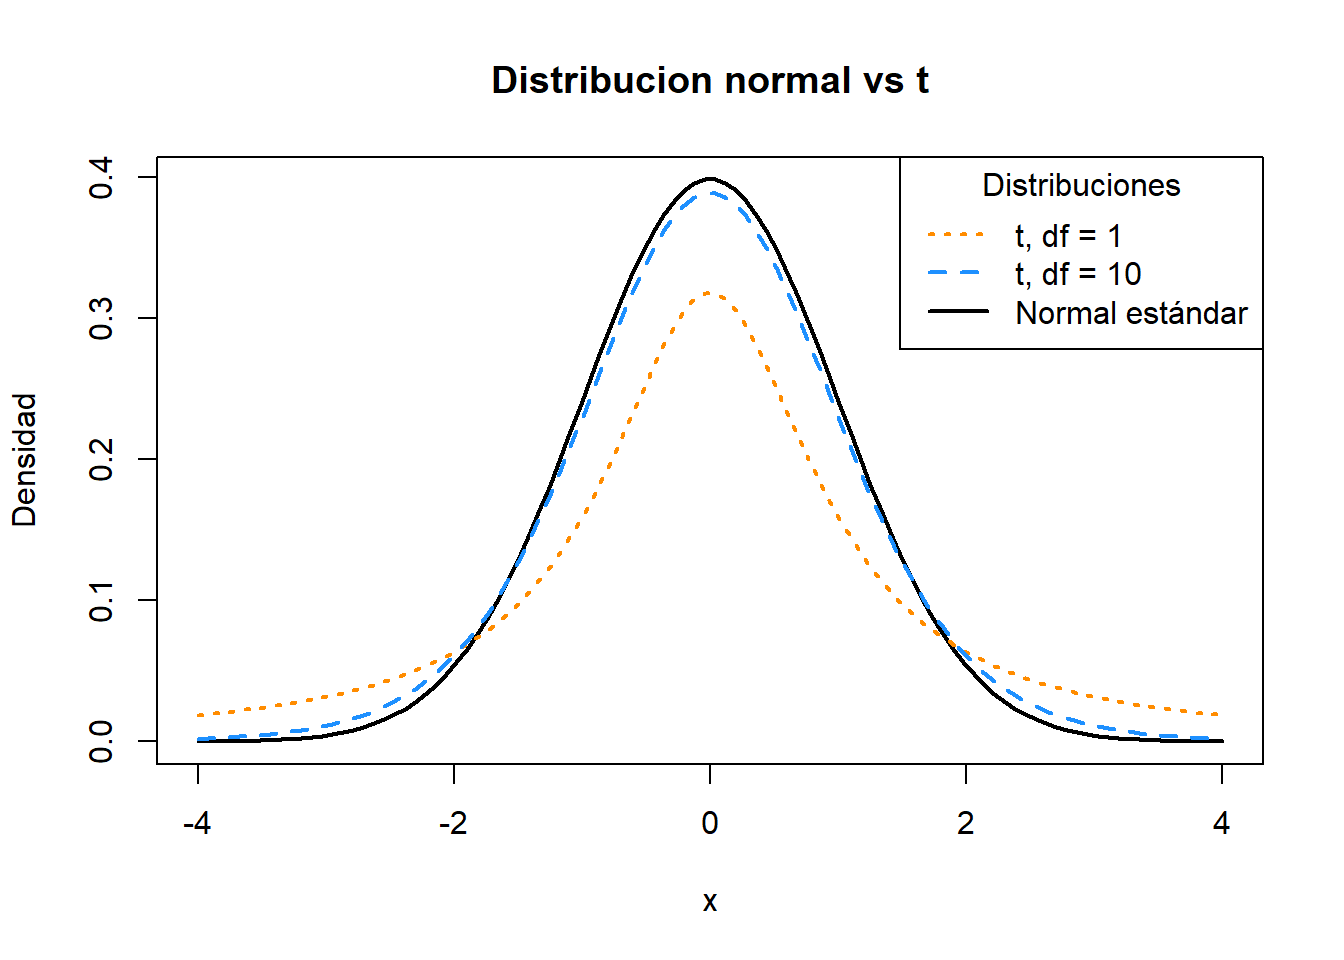 Distribucion normal vs t
Distribuciones
t, df = 1
t, df = 10
Normal estándar
Densidad
0.4
0.3
0.2
0.1
0.0
-4
-2
0
2
4
x